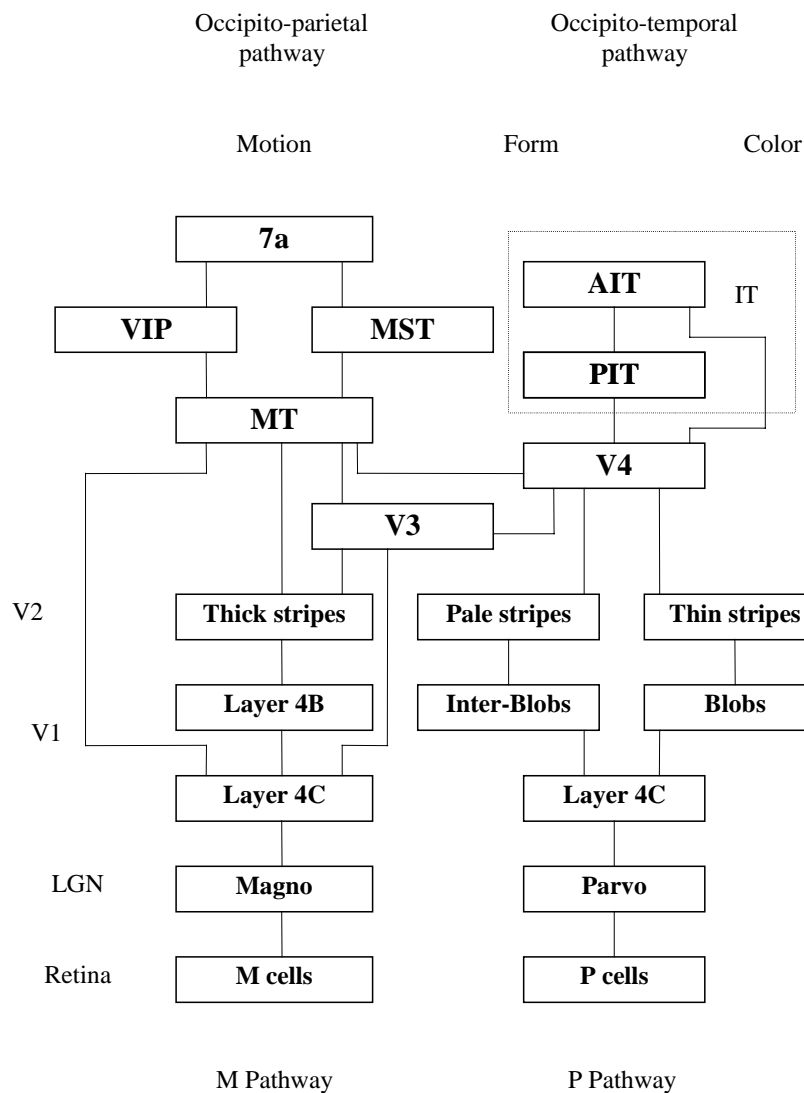 Occipito-parietal
pathway
Occipito-temporal
pathway
Motion
Form
Color
7a
AIT
IT
VIP
MST
PIT
MT
V4
V3
V2
Thick stripes
Pale stripes
Thin stripes
Layer 4B
Inter-Blobs
Blobs
V1
Layer 4C
Layer 4C
LGN
Magno
Parvo
Retina
M cells
P cells
M Pathway
P Pathway